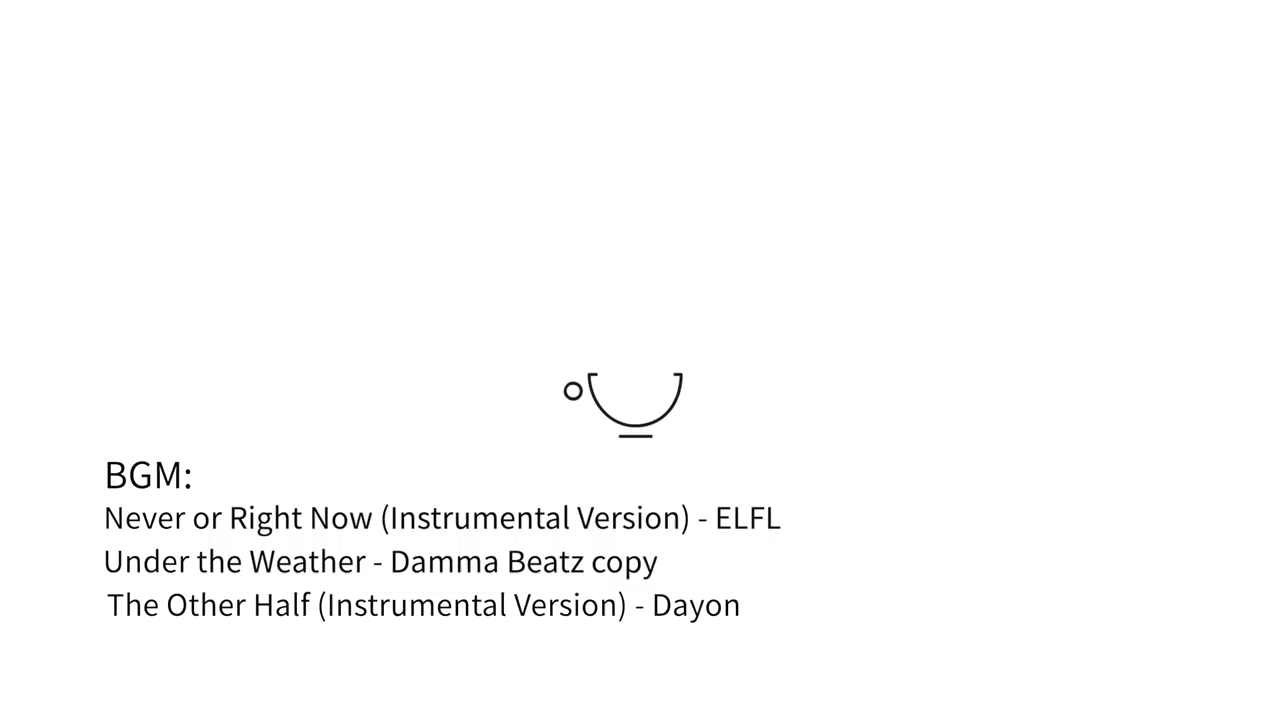 BGM:
Never or Right Now (Instrumental Version) - ELFL
Under the Weather - Damma Beatz copy
The Other Half (Instrumental Version) - Dayon